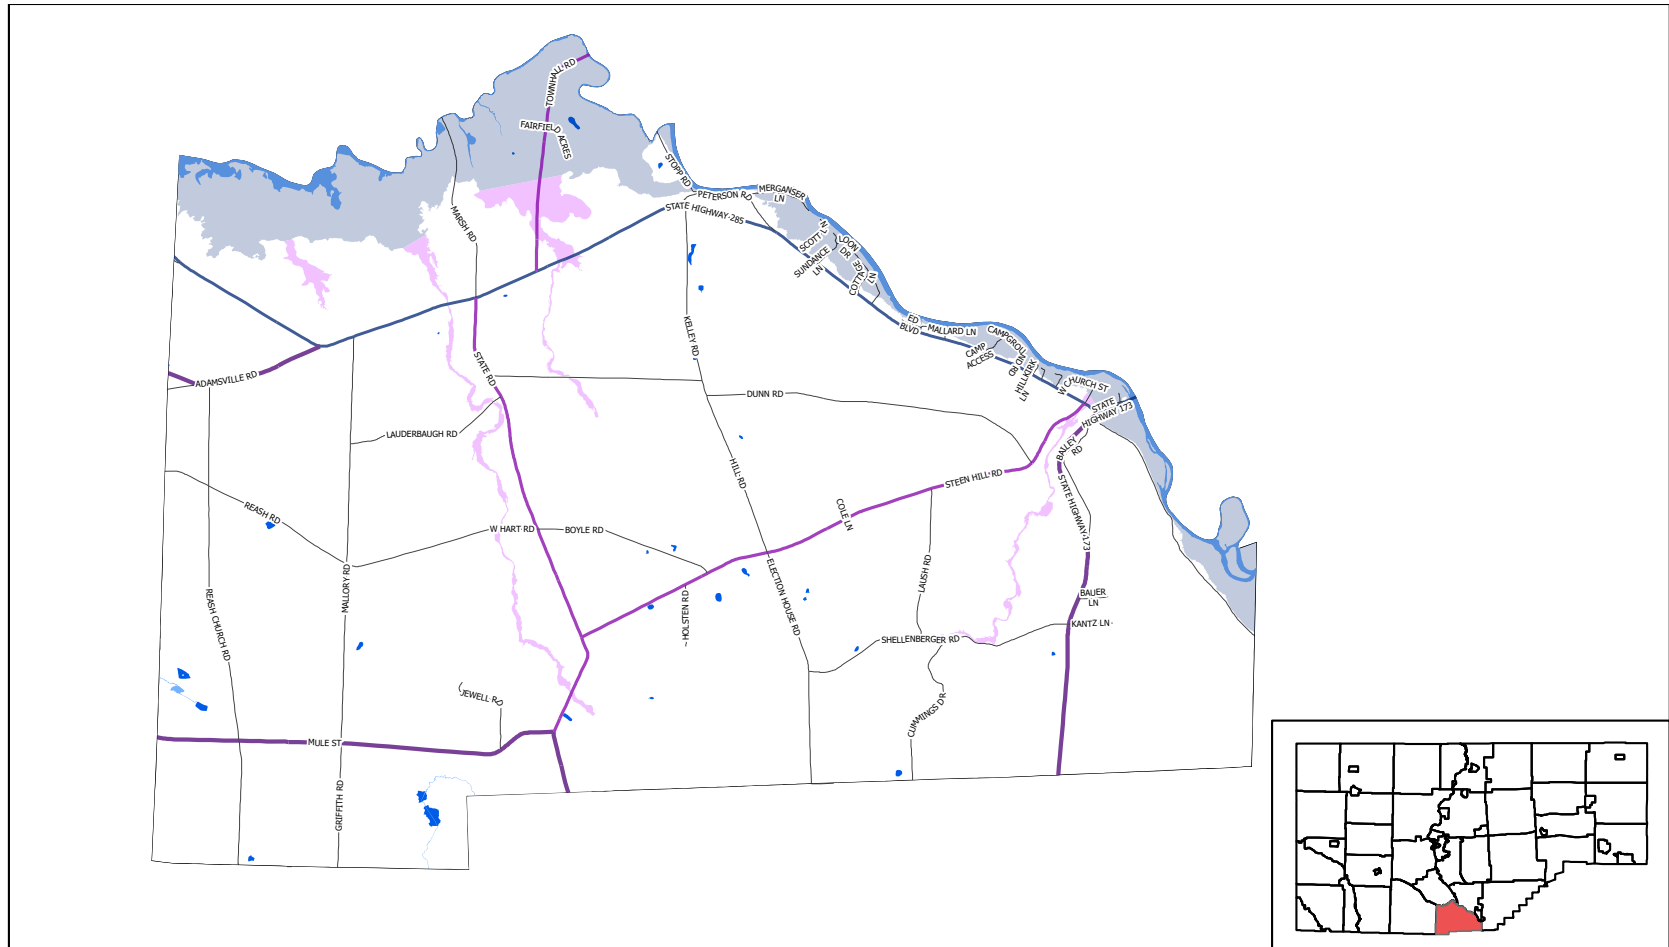 TOWNHALL RD
FAIRFIELD ACRES
STOPP RD
MERGANSER
LN
PETERSON RD
STATE HIGHWAY 285
MARSH RD
SCOTT LN
LOON
DR
SUNDANCE
LN
COTTAGE
LN
ED
BLVD
MALLARD LN
CAMPGROUND RD
CAMP
ACCESS
HILLKIRK
LN
W CHURCH ST
STATE
HIGHWAY 173
BAILEY
RD
KELLEY RD
STATE RD
ADAMSVILLE RD
DUNN RD
LAUDERBAUGH RD
HILL RD
STEEN HILL RD
STATE HIGHWAY 173
REASH RD
COLE LN
W HART RD
BOYLE RD
MALLORY RD
REASH CHURCH RD
HOLSTEN RD
ELECTION HOUSE RD
LAUSH RD
BAUER
LN
KANTZ LN
SHELLENBERGER RD
JEWELL RD
CUMMINGS DR
MULE ST
GRIFFITH RD